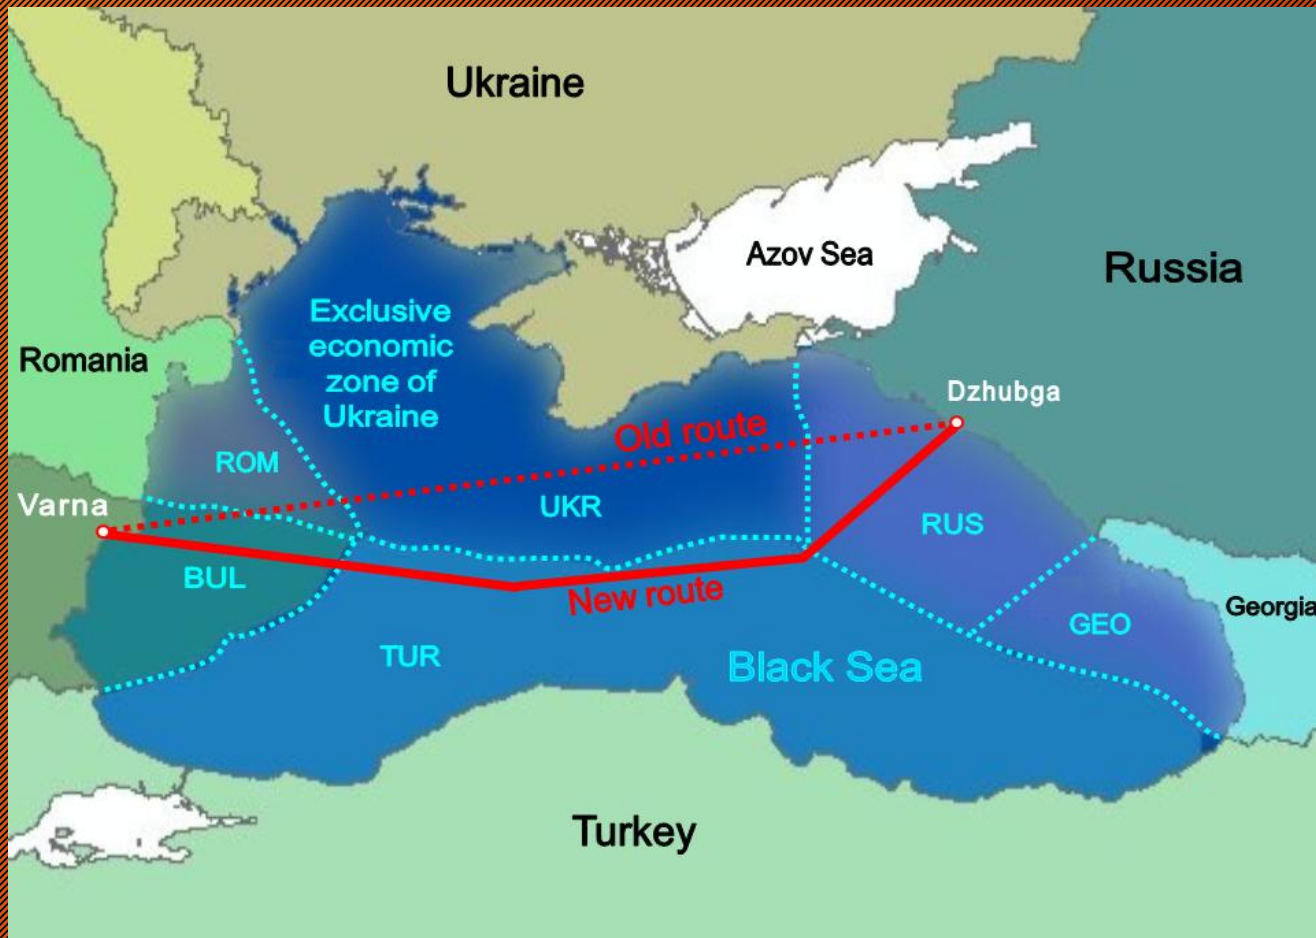 Ukraine
Azov Sea
Russia
Exclusive
economic
zone of
Ukraine
Romania
Dzhubga
Old route
ROM
Varna
UKR
RUS
BUL
New route
Georgia
GEO
TUR
Black Sea
Turkey